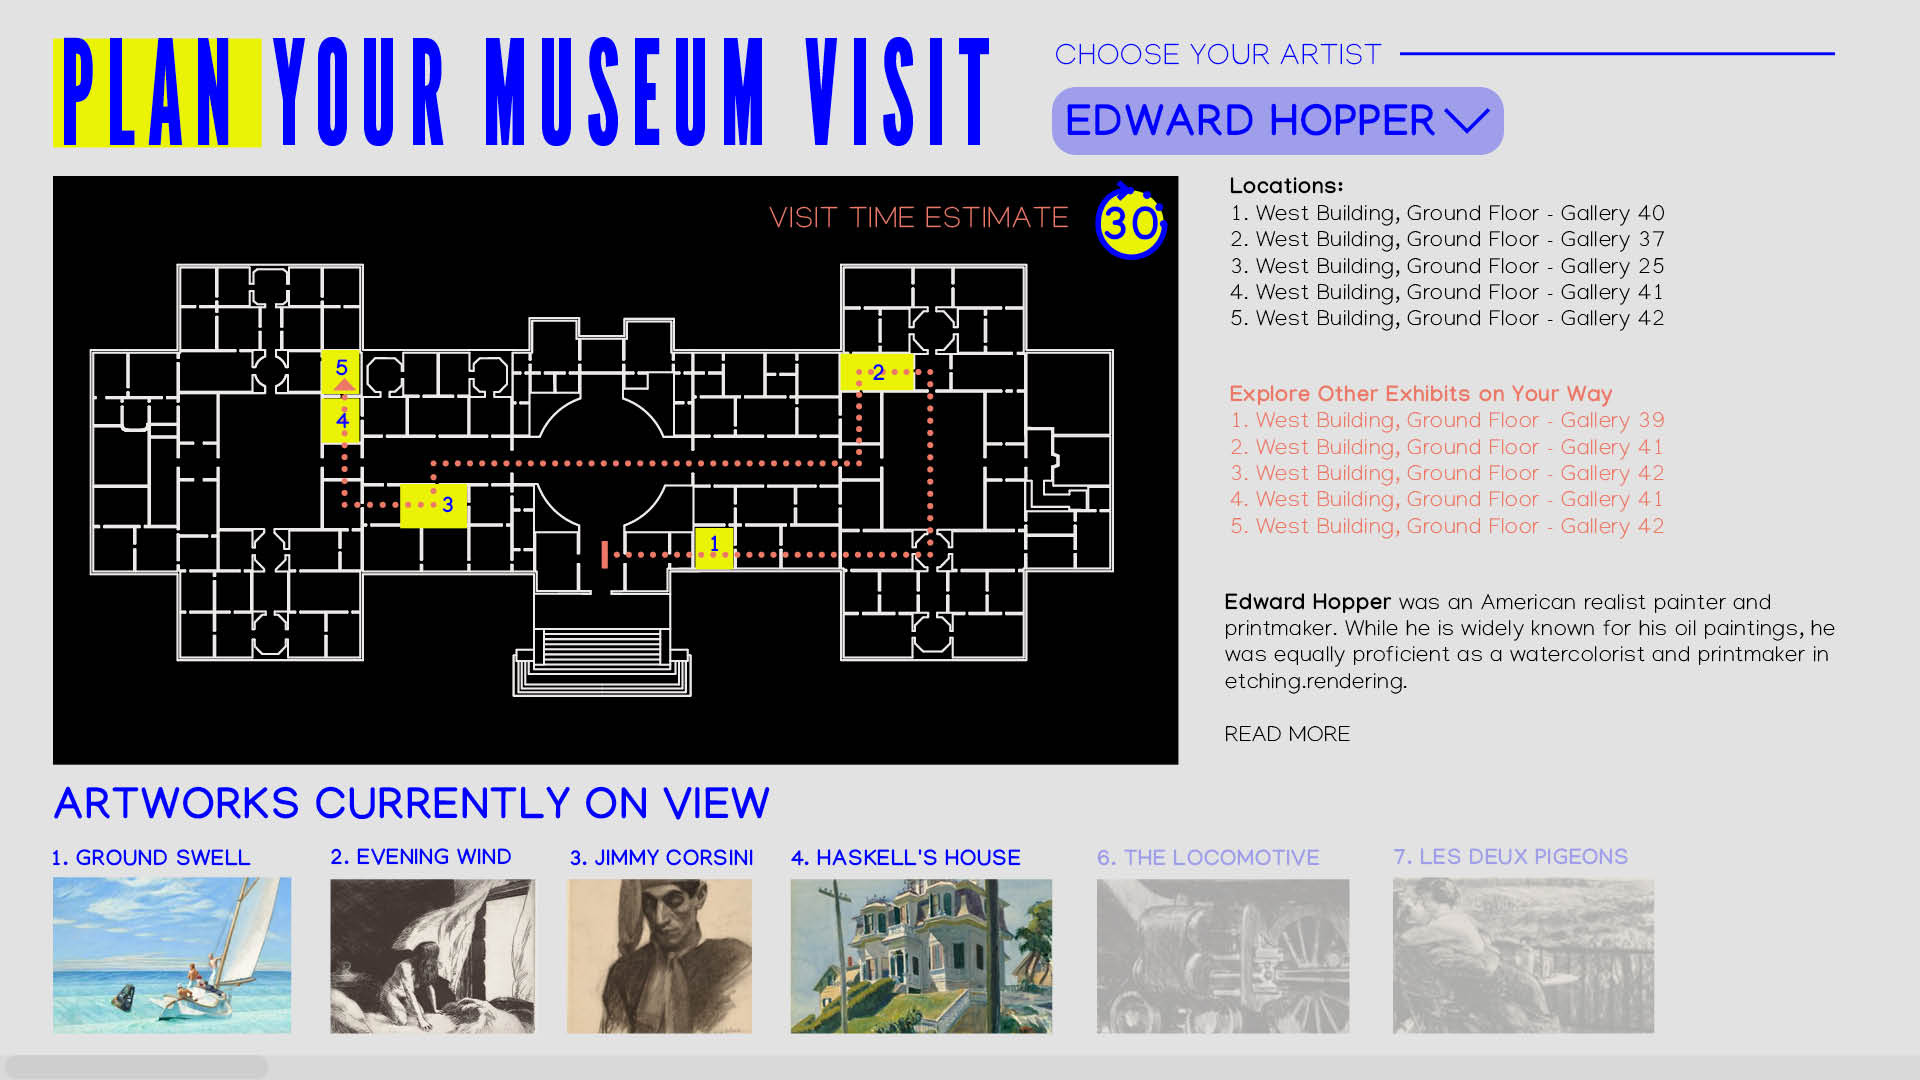 PLAN YOUR MUSEUM VISIT
CHOOSE YOUR ARTIST
EDWARD HOPPER
VISIT TIME ESTIMATE
30
5
4
3
2
1
Locations:
1. West Building, Ground Floor - Gallery 40
2. West Building, Ground Floor - Gallery 37
3. West Building, Ground Floor - Gallery 25
4. West Building, Ground Floor - Gallery 41
5. West Building, Ground Floor - Gallery 42
Explore Other Exhibits on Your Way
1. West Building, Ground Floor - Gallery 39
2. West Building, Ground Floor - Gallery 41
3. West Building, Ground Floor - Gallery 42
4. West Building, Ground Floor - Gallery 41
5. West Building, Ground Floor - Gallery 42
Edward Hopper was an American realist painter and
printmaker. While he is widely known for his oil paintings, he
was equally proficient as a watercolorist and printmaker in
etching.rendering.
READ MORE
ARTWORKS CURRENTLY ON VIEW
1. GROUND SWELL
2. EVENING WIND
3. JIMMY CORSINI
4. HASKELL'S HOUSE
6. THE LOCOMOTIVE
7. LES DEUX PIGEONS